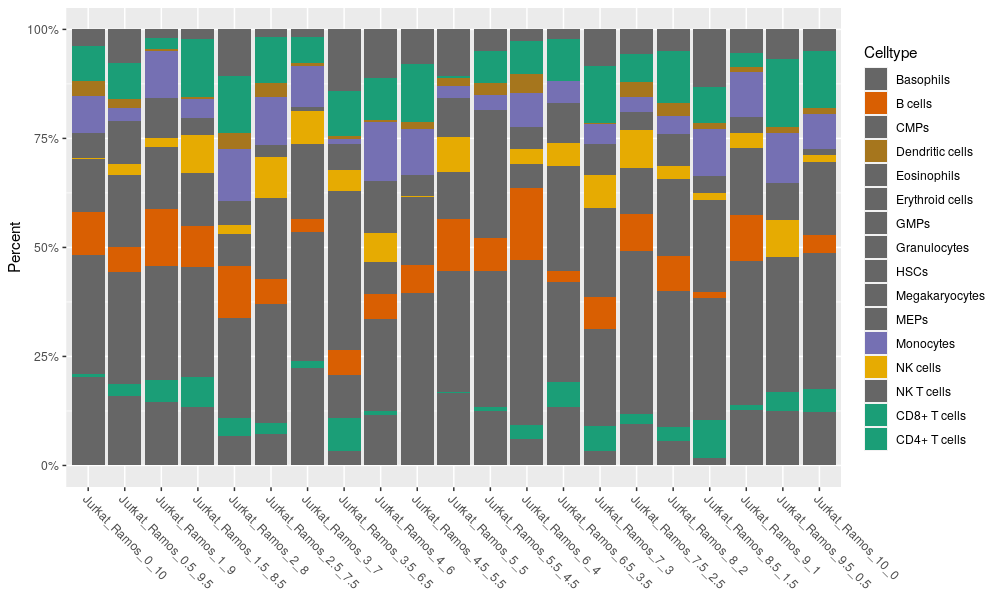 100%
75%
50%
25%
0%
Percent
Jurkat_Ramos_0_10
Jurkat_Ramos_0.5_9.5
Jurkat_Ramos_1_9
Jurkat_Ramos_1.5_8.5
Jurkat_Ramos_2_8
Jurkat_Ramos_2.5_7.5
Jurkat_Ramos_3_7
Jurkat_Ramos_3.5_6.5
Jurkat_Ramos_4_6
Jurkat_Ramos_4.5_5.5
Jurkat_Ramos_5_5
Jurkat_Ramos_5.5_4.5
Jurkat_Ramos_6_4
Jurkat_Ramos_6.5_3.5
Jurkat_Ramos_7_3
Jurkat_Ramos_7.5_2.5
Jurkat_Ramos_8_2
Jurkat_Ramos_8.5_1.5
Jurkat_Ramos_9_1
Jurkat_Ramos_9.5_0.5
Jurkat_Ramos_10_0
Celltype
Basophils
B cells
CMPs
Dendritic cells
Eosinophils
Erythroid cells
GMPs
Granulocytes
HSCs
Megakaryocytes
MEPs
Monocytes
NK cells
NK T cells
CD8+ T cells
CD4+ T cells